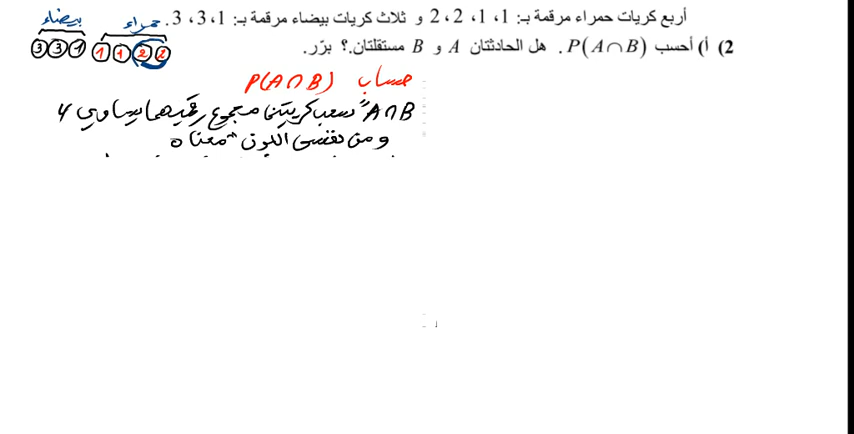 أربع كريات حمراء مرقمة بـ: 1، 1، 2، 2 و ثلاث كريات بيضاء مرقمة بـ: 1، 3، 3.
بيضاء حمراء
3 3 1 1 1 2 2
2) أ) أحسب P(A∩B). هل الحادثتان A و B مستقلتان.؟ برّر.
حساب P(A∩B)
A∩B "سحب كريتين مجموع رقميهما يساوي 4
و من نفس اللون" معناه